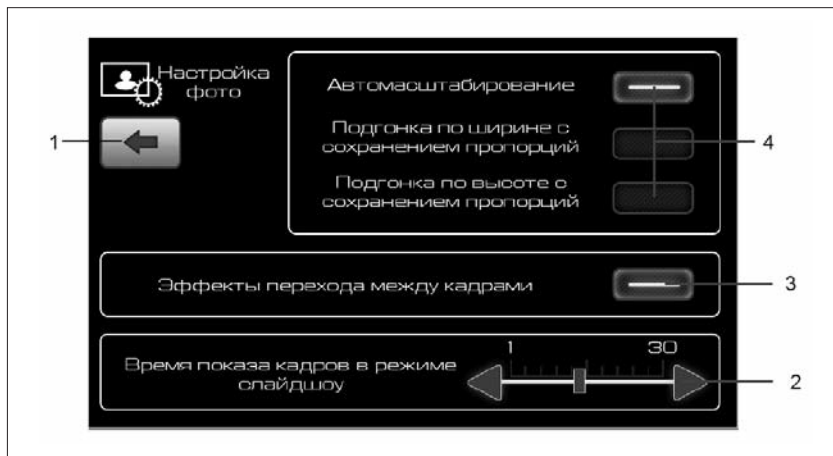 Настройка
фото
1
Автомасштабирование
Подгонка по ширине с
сохранением пропорций
4
Подгонка по высоте с
сохранением пропорций
Эффекты перехода между кадрами
3
1 30
Время показа кадров в режиме
слайдшоу
2